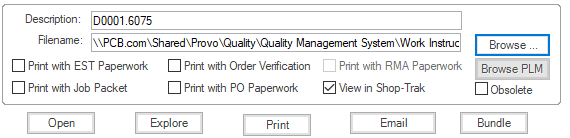 Description: D0001.6075
Filename: \\PCB.com\Shared\Provo\Quality\Quality Management System\Work Instruc
Browse ...
Print with EST Paperwork Print with Order Verification Print with RMA Paperwork Browse PLM
Print with Job Packet Print with PO Paperwork View in Shop-Trak Obsolete
Open Explore Print Email Bundle